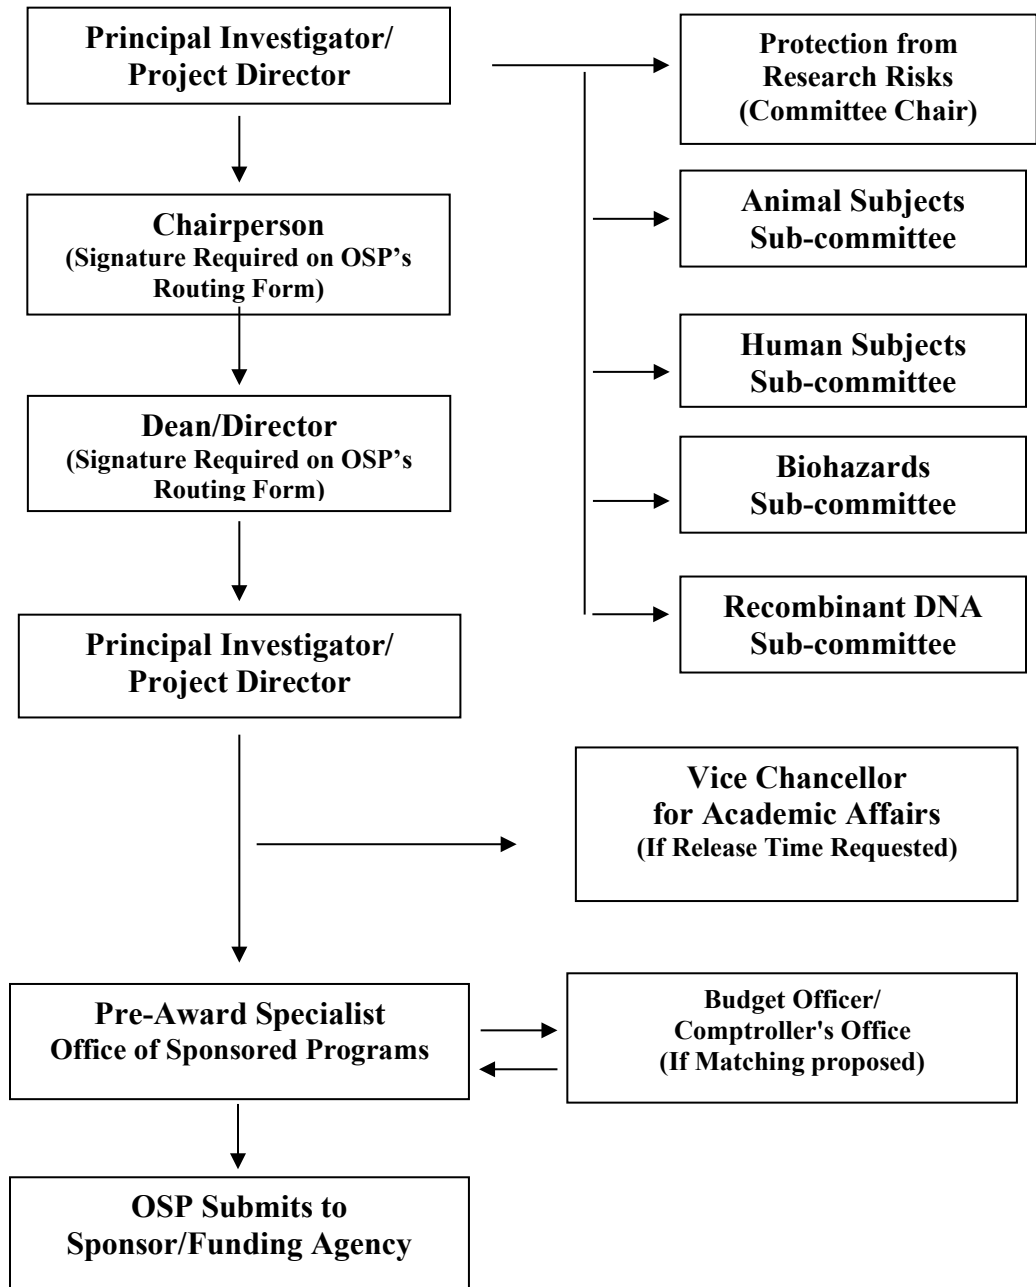 Principal Investigator/
Project Director
Protection from
Research Risks
(Committee Chair)
Chairperson
(Signature Required on OSP’s
Routing Form)
Animal Subjects
Sub-committee
Human Subjects
Sub-committee
Dean/Director
(Signature Required on OSP’s
Routing Form)
Biohazards
Sub-committee
Recombinant DNA
Sub-committee
Principal Investigator/
Project Director
Vice Chancellor
for Academic Affairs
(If Release Time Requested)
Pre-Award Specialist
Office of Sponsored Programs
Budget Officer/
Comptroller's Office
(If Matching proposed)
OSP Submits to
Sponsor/Funding Agency